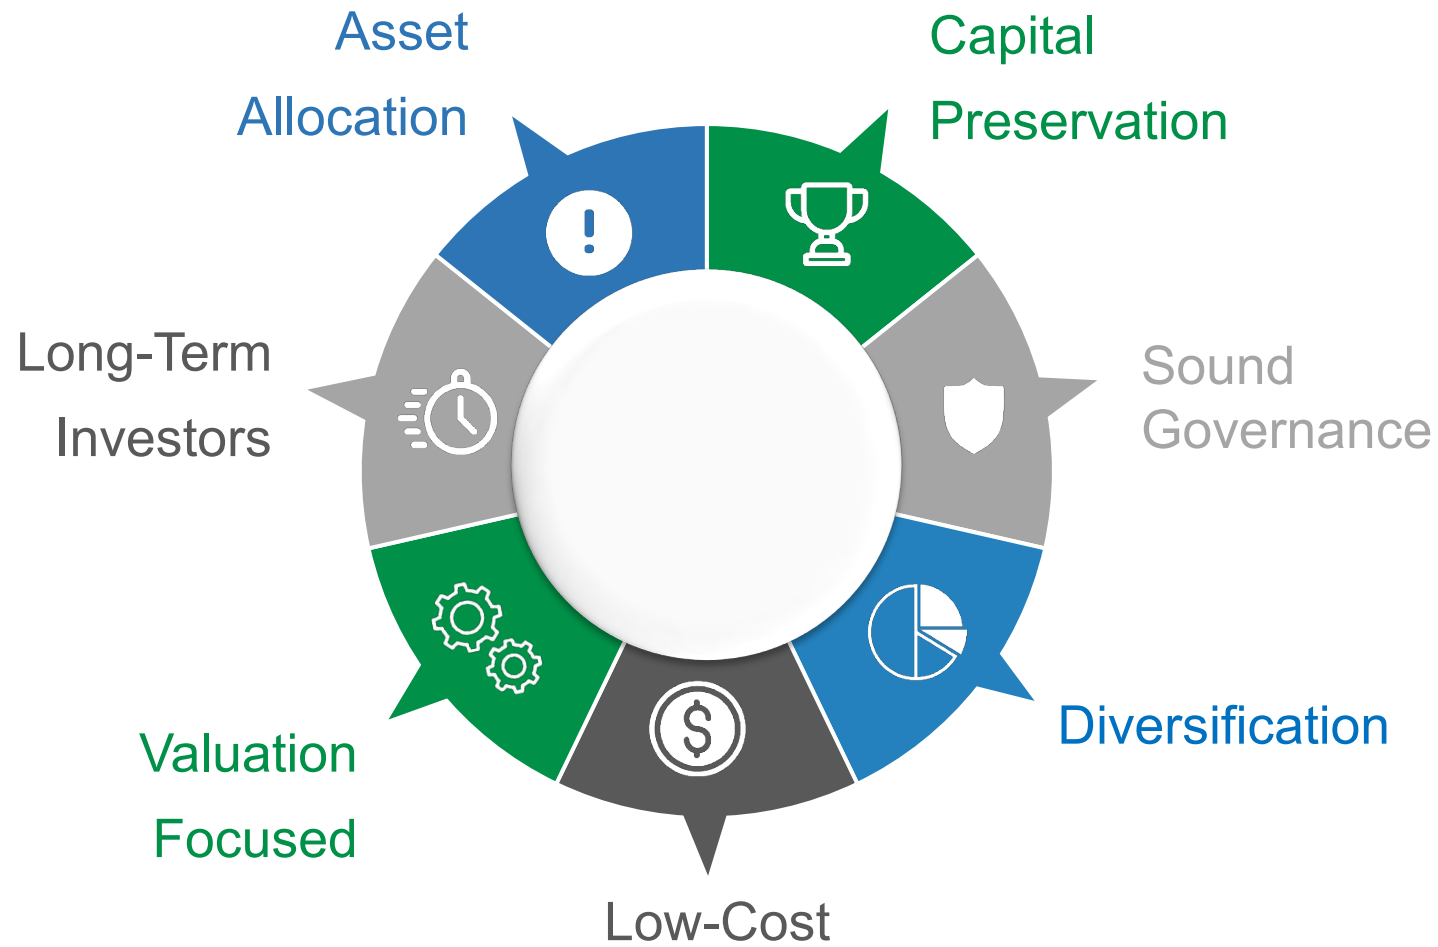 Asset
Allocation
Capital
Preservation
Sound
Governance
Diversification
Low-Cost
Valuation
Focused
Long-Term
Investors
!
$